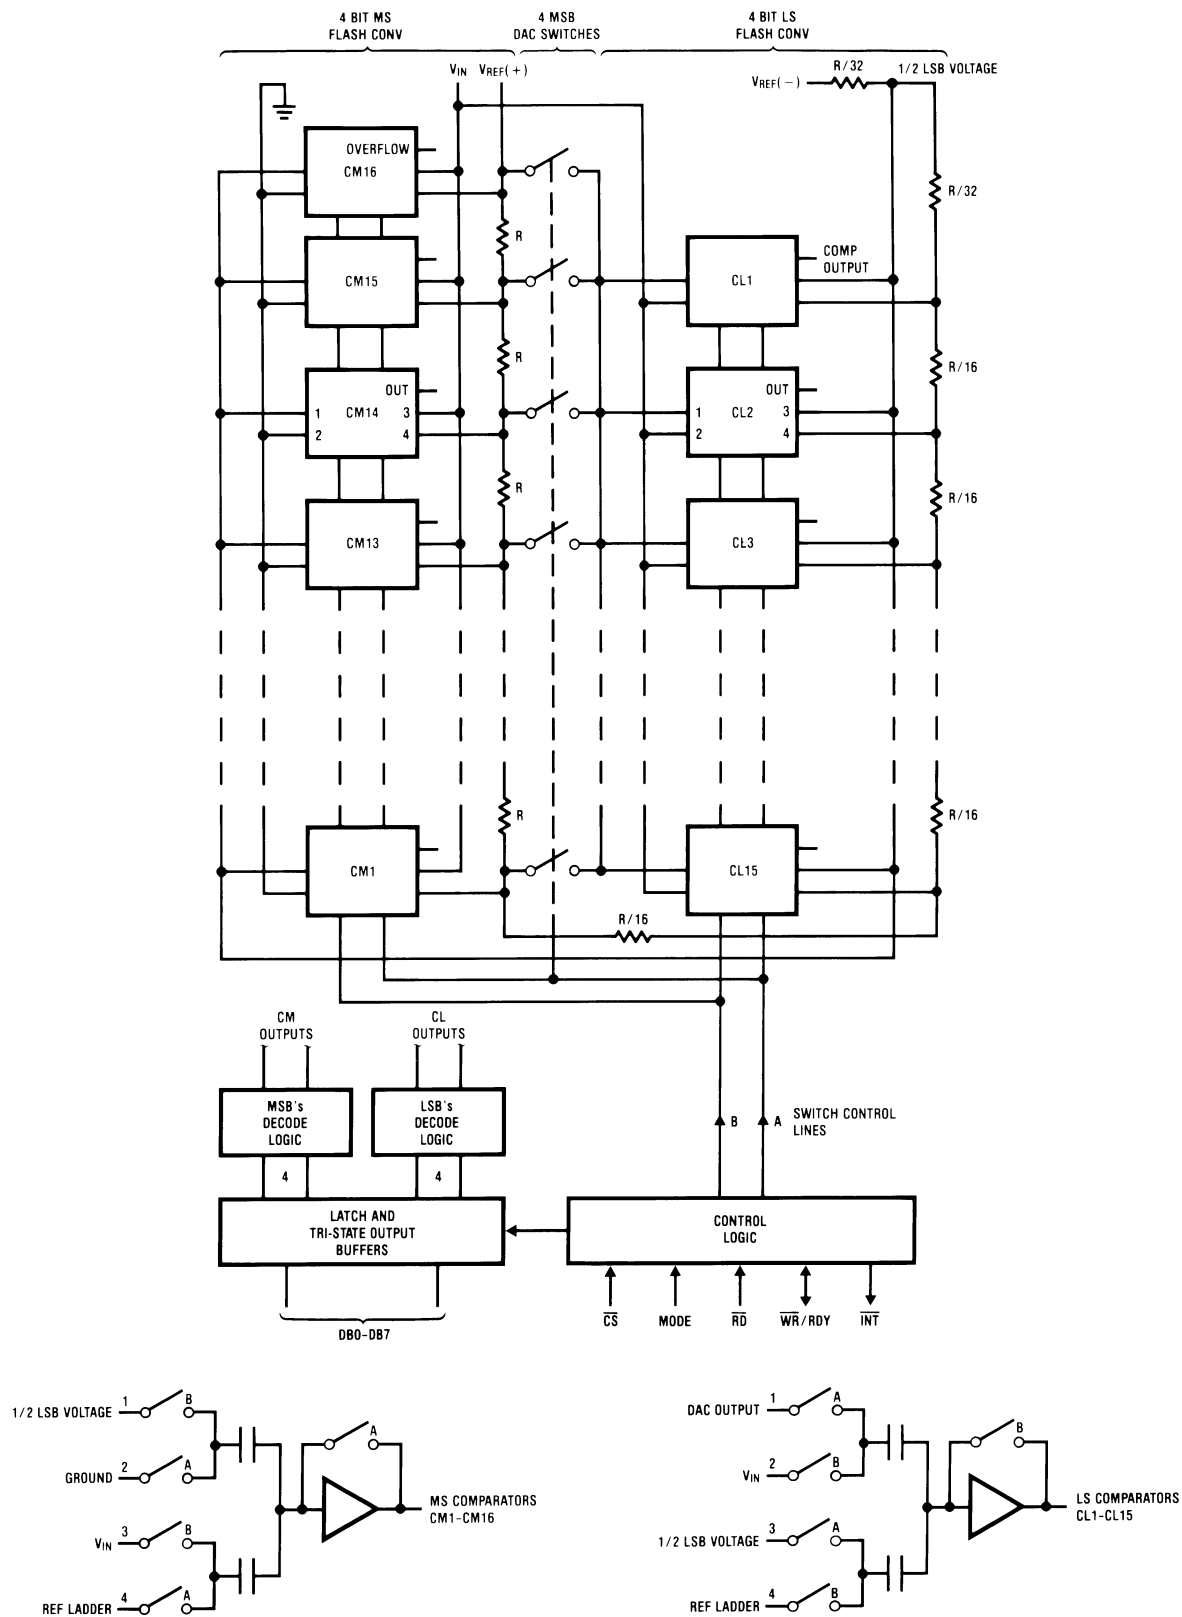 4 BIT MS
FLASH CONV
4 MSB
DAC SWITCHES
4 BIT LS
FLASH CONV
VIN
VREF(+)
VREF(−)
R/32
1/2 LSB VOLTAGE
OVERFLOW
CM16
R/32
R
CM15
CL1
COMP
OUTPUT
R
R/16
OUT
1 CM14 3
2 4
OUT
1 CL2 3
2 4
R
R/16
CM13
CL3
R
R/16
CM1
CL15
R/16
CM
OUTPUTS
CL
OUTPUTS
MSB's
DECODE
LOGIC
LSB's
DECODE
LOGIC
B
A
SWITCH CONTROL
LINES
4
4
LATCH AND
TRI-STATE OUTPUT
BUFFERS
CONTROL
LOGIC
CS
MODE
RD
WR/RDY
INT
DB0-DB7
1/2 LSB VOLTAGE 1 B
A
GROUND 2 A
MS COMPARATORS
CM1-CM16
VIN 3 B
REF LADDER 4 A
DAC OUTPUT 1 A
B
VIN 2 B
LS COMPARATORS
CL1-CL15
1/2 LSB VOLTAGE 3 A
REF LADDER 4 B